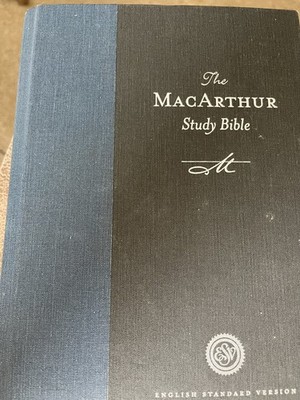 The
MACARTHUR
Study Bible
M
ESV
ENGLISH STANDARD VERSION